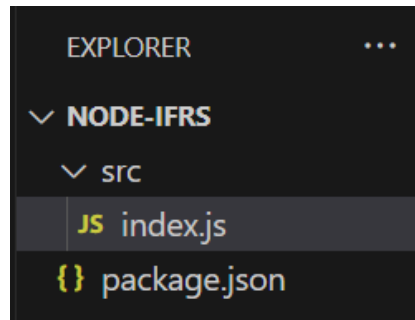 EXPLORER ...
NODE-IFRS
src
JS index.js
{} package.json